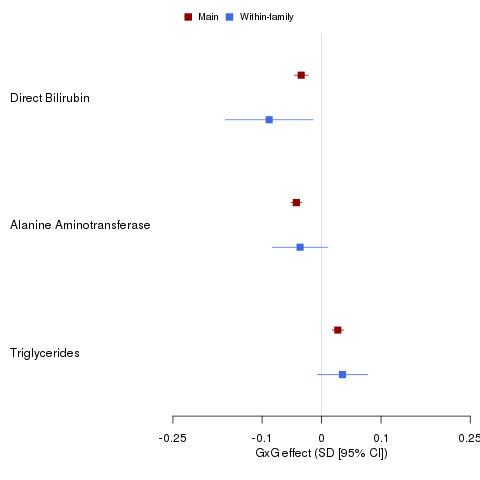 Main Within-family
Direct Bilirubin
Alanine Aminotransferase
Triglycerides
-0.25 -0.1 0 0.1 0.25
GxG effect (SD [95% CI])